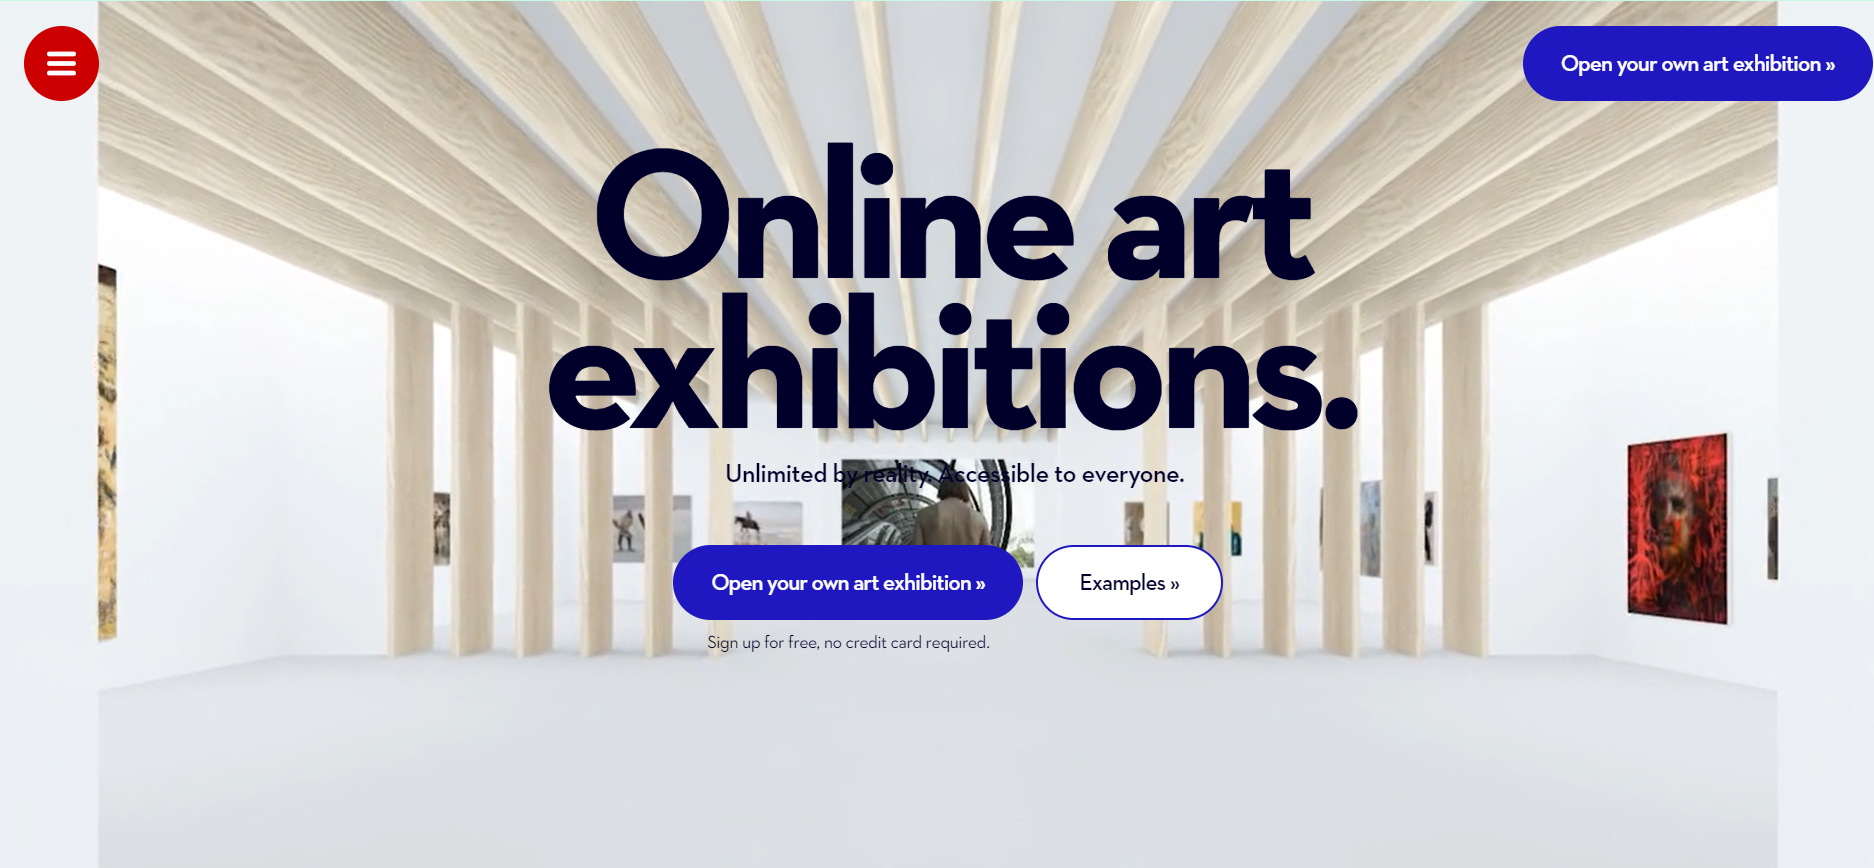 Open your own art exhibition »
Online art
exhibitions.
Unlimited by reality. Accessible to everyone.
Open your own art exhibition »
Examples »
Sign up for free, no credit card required.